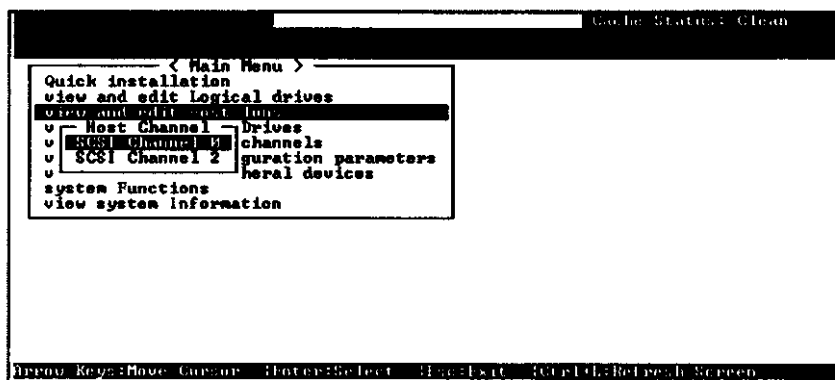 Cache Status: Clean
< Main Menu >
Quick installation
view and edit Logical drives
view and edit Host luns
v Host Channel Drives
v SCSI Channel 0 channels
v SCSI Channel 2 guration parameters
v heral devices
system Functions
view system Information
Arrow Keys:Move Cursor |Enter:Select |Esc:Exit |Ctrl+L:Refresh Screen